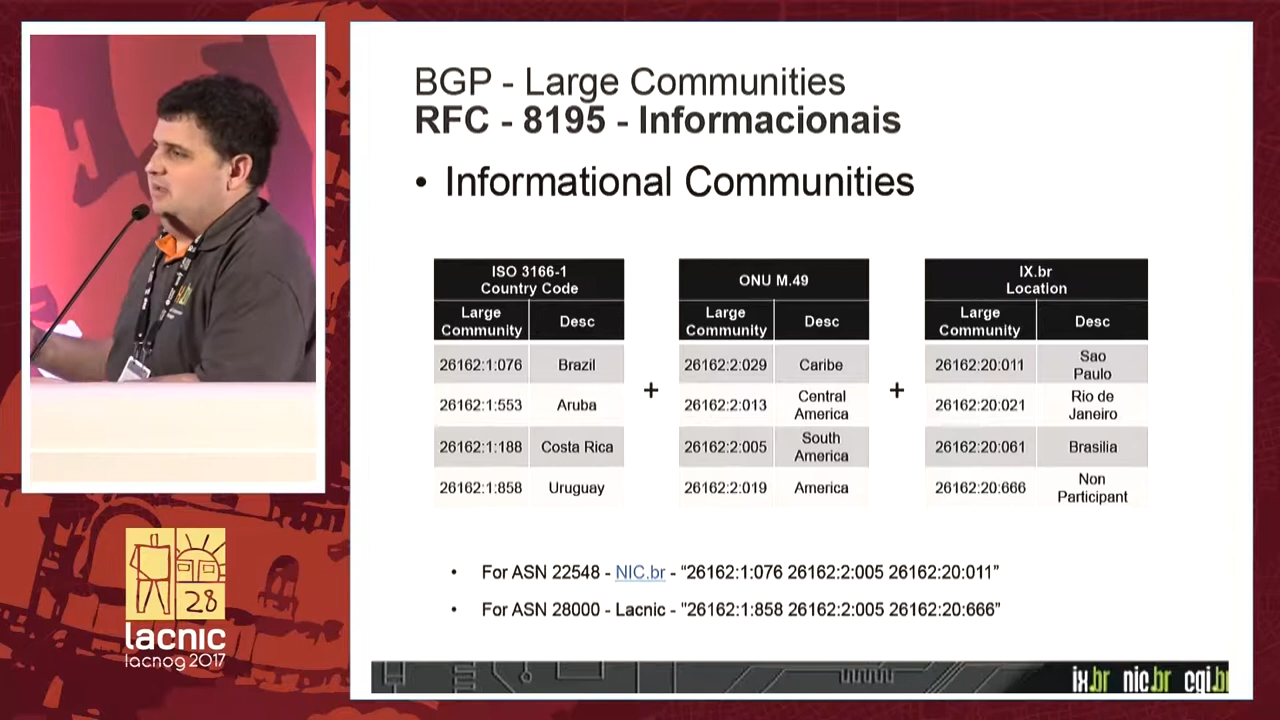 BGP - Large Communities
RFC - 8195 - Informacionais
• Informational Communities
ISO 3166-1
Country Code
Large
Community
Desc
26162:1:076
Brazil
26162:1:553
Aruba
26162:1:188
Costa Rica
26162:1:858
Uruguay
+
ONU M.49
Large
Community
Desc
26162:2:029
Caribe
26162:2:013
Central
America
26162:2:005
South
America
26162:2:019
America
+
IX.br
Location
Large
Community
Desc
26162:20:011
Sao
Paulo
26162:20:021
Rio de
Janeiro
26162:20:061
Brasilia
26162:20:666
Non
Participant
• For ASN 22548 - NIC.br - “26162:1:076 26162:2:005 26162:20:011”
• For ASN 28000 - Lacnic - "26162:1:858 26162:2:005 26162:20:666”
28
lacnic
lacnog 2017
ix.br nic.br cgi.br